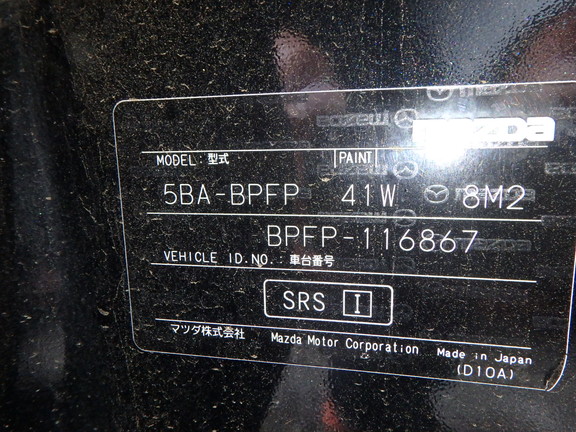 mazda
MODEL:型式 PAINT
5BA-BPFP 41W mazda 8M2
BPFP-116867
VEHICLE ID.NO. 車台番号
SRS I
マツダ株式会社 Mazda Motor Corporation Made in Japan
(D10A)